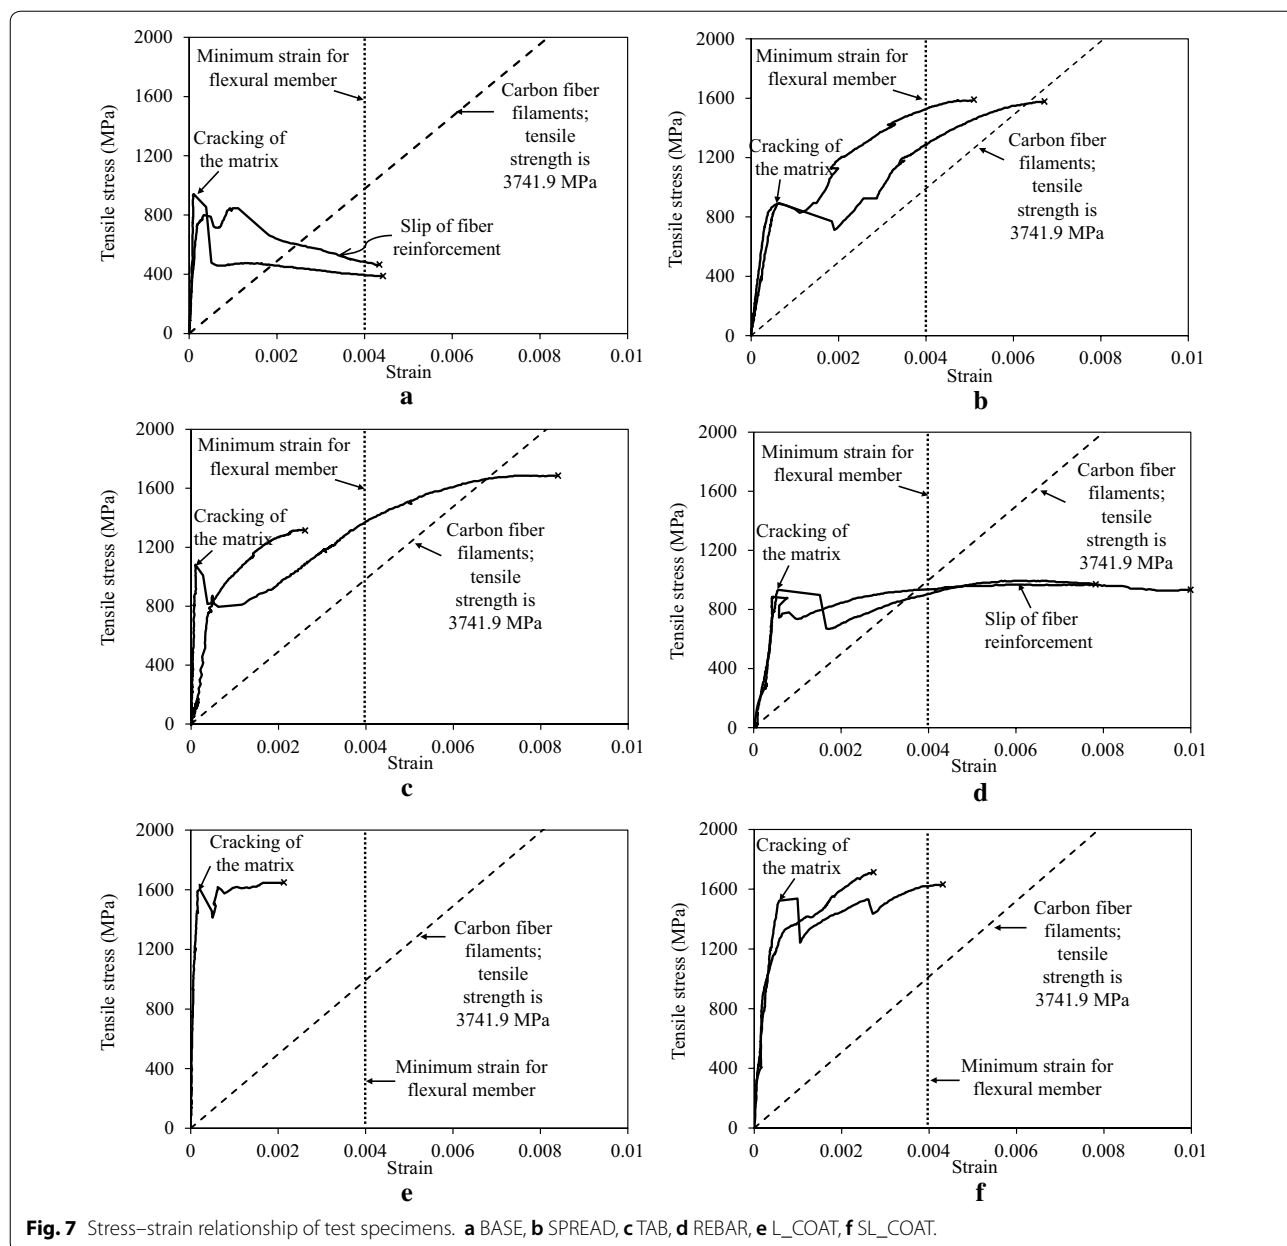 2000
1600
1200
800
400
0
Tensile stress (MPa)
Minimum strain for
flexural member
Carbon fiber
filaments;
tensile
strength is
3741.9 MPa
Cracking of
the matrix
Slip of fiber
reinforcement
0 0.002 0.004 0.006 0.008 0.01
Strain
a
2000
1600
1200
800
400
0
Tensile stress (MPa)
Minimum strain for
flexural member
Cracking of
the matrix
Carbon fiber
filaments;
tensile
strength is
3741.9 MPa
0 0.002 0.004 0.006 0.008 0.01
Strain
b
2000
1600
1200
800
400
0
Tensile stress (MPa)
Minimum strain for
flexural member
Cracking of
the matrix
Carbon fiber
filaments;
tensile
strength is
3741.9 MPa
0 0.002 0.004 0.006 0.008 0.01
Strain
c
2000
1600
1200
800
400
0
Tensile stress (MPa)
Minimum strain for
flexural member
Carbon fiber
filaments;
tensile
strength is
3741.9 MPa
Cracking of
the matrix
Slip of fiber
reinforcement
0 0.002 0.004 0.006 0.008 0.01
Strain
d
2000
1600
1200
800
400
0
Tensile stress (MPa)
Cracking of
the matrix
Carbon fiber
filaments;
tensile
strength is
3741.9 MPa
Minimum strain for
flexural member
0 0.002 0.004 0.006 0.008 0.01
Strain
e
2000
1600
1200
800
400
0
Tensile stress (MPa)
Cracking of
the matrix
Carbon fiber
filaments;
tensile
strength is
3741.9 MPa
Minimum strain for
flexural member
0 0.002 0.004 0.006 0.008 0.01
Strain
f
Fig. 7 Stress–strain relationship of test specimens. a BASE, b SPREAD, c TAB, d REBAR, e L_COAT, f SL_COAT.